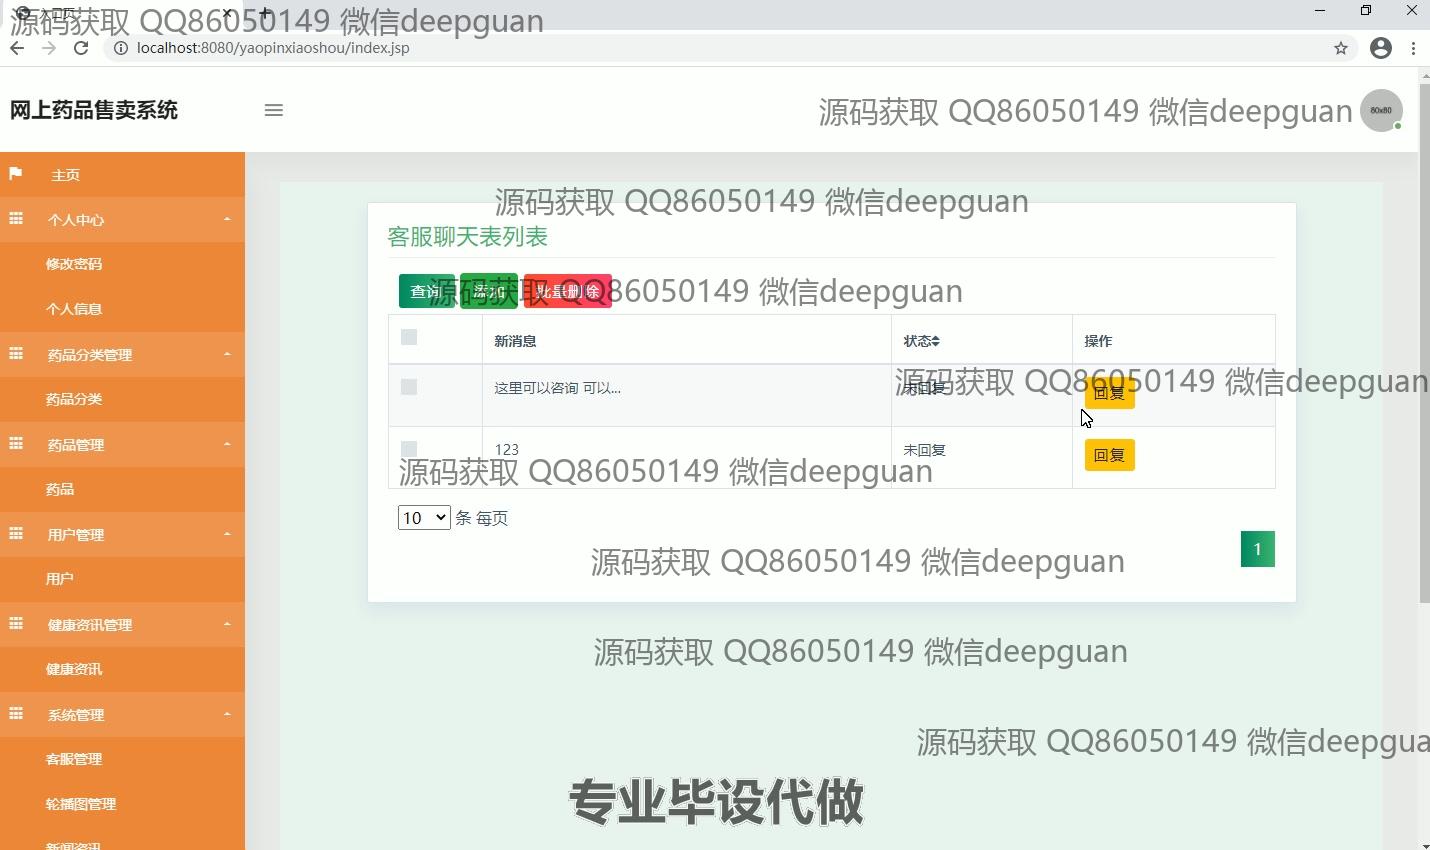 源码获取 QQ86050149 微信deepguan
localhost:8080/yaopinxiaoshou/index.jsp
网上药品售卖系统
源码获取 QQ86050149 微信deepguan
80x80
主页
个人中心
修改密码
个人信息
药品分类管理
药品分类
药品管理
药品
用户管理
用户
健康资讯管理
健康资讯
系统管理
客服管理
轮播图管理
新闻资讯
源码获取 QQ86050149 微信deepguan
客服聊天表列表
查询 添加 批量删除
源码获取 QQ86050149 微信deepguan
新消息 状态 操作
这里可以咨询 可以... 未回复 回复
源码获取 QQ86050149 微信deepguan
123 未回复 回复
源码获取 QQ86050149 微信deepguan
10 条 每页
1
源码获取 QQ86050149 微信deepguan
源码获取 QQ86050149 微信deepguan
源码获取 QQ86050149 微信deepgua
专业毕设代做